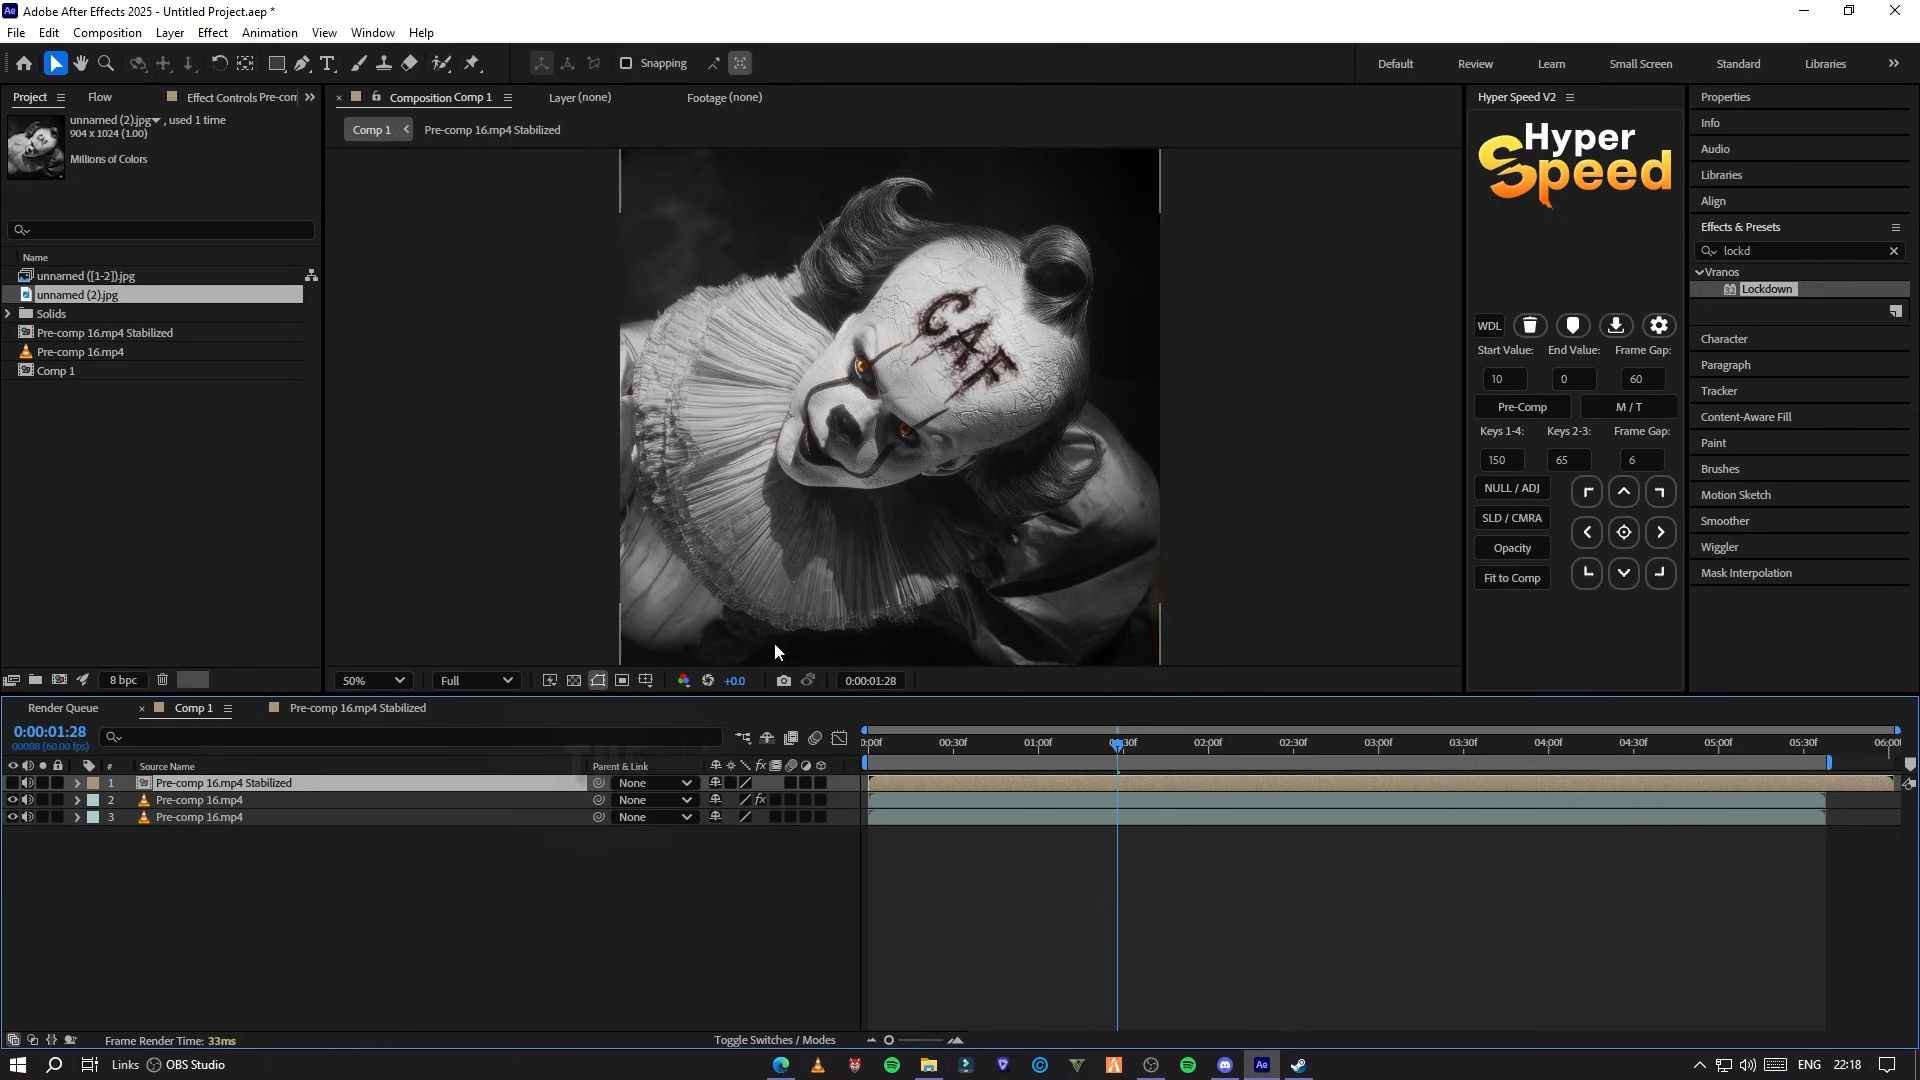 Adobe After Effects 2025 - Untitled Project.aep *
File Edit Composition Layer Effect Animation View Window Help
Snapping
Default Review Learn Small Screen Standard Libraries
Project Flow Effect Controls Pre-com
unnamed (2).jpg , used 1 time
904 x 1024 (1.00)
Millions of Colors
Name
unnamed ([1-2]).jpg
unnamed (2).jpg
Solids
Pre-comp 16.mp4 Stabilized
Pre-comp 16.mp4
Comp 1
8 bpc
Composition Comp 1 Layer (none) Footage (none)
Comp 1 Pre-comp 16.mp4 Stabilized
CAF
50% Full +0.0 0:00:01:28
Hyper Speed V2
Hyper
Speed
WDL
Start Value: End Value: Frame Gap:
10 0 60
Pre-Comp M / T
Keys 1-4: Keys 2-3: Frame Gap:
150 65 6
NULL / ADJ
SLD / CMRA
Opacity
Fit to Comp
Properties
Info
Audio
Libraries
Align
Effects & Presets
lockd
Vranos
32 Lockdown
Character
Paragraph
Tracker
Content-Aware Fill
Paint
Brushes
Motion Sketch
Smoother
Wiggler
Mask Interpolation
Render Queue Comp 1 Pre-comp 16.mp4 Stabilized
0:00:01:28
00088 (60.00 fps)
00f 00:30f 01:00f 30f 02:00f 02:30f 03:00f 03:30f 04:00f 04:30f 05:00f 05:30f 06:00f
# Source Name Parent & Link fx
1 Pre-comp 16.mp4 Stabilized None
2 Pre-comp 16.mp4 None fx
3 Pre-comp 16.mp4 None
Frame Render Time: 33ms Toggle Switches / Modes
Links OBS Studio Ae ENG 22:18